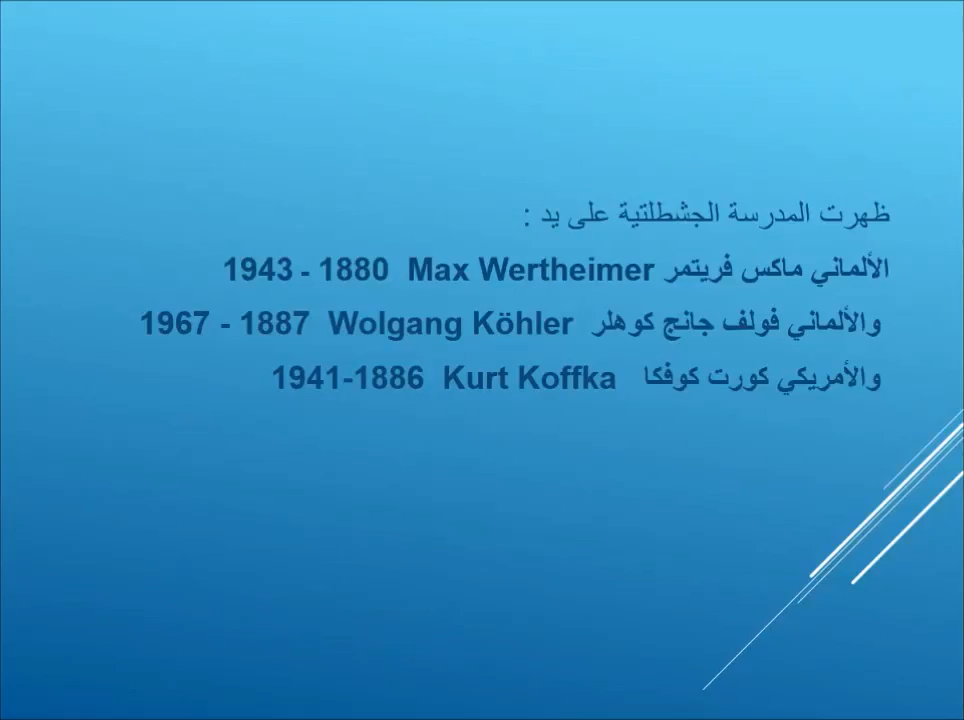 ظهرت المدرسة الجشطلتية على يد :
الألماني ماكس فريتمر Max Wertheimer 1880 - 1943
والألماني فولف جانج كوهلر Wolgang Köhler 1887 - 1967
والأمريكي كورت كوفكا Kurt Koffka 1886-1941